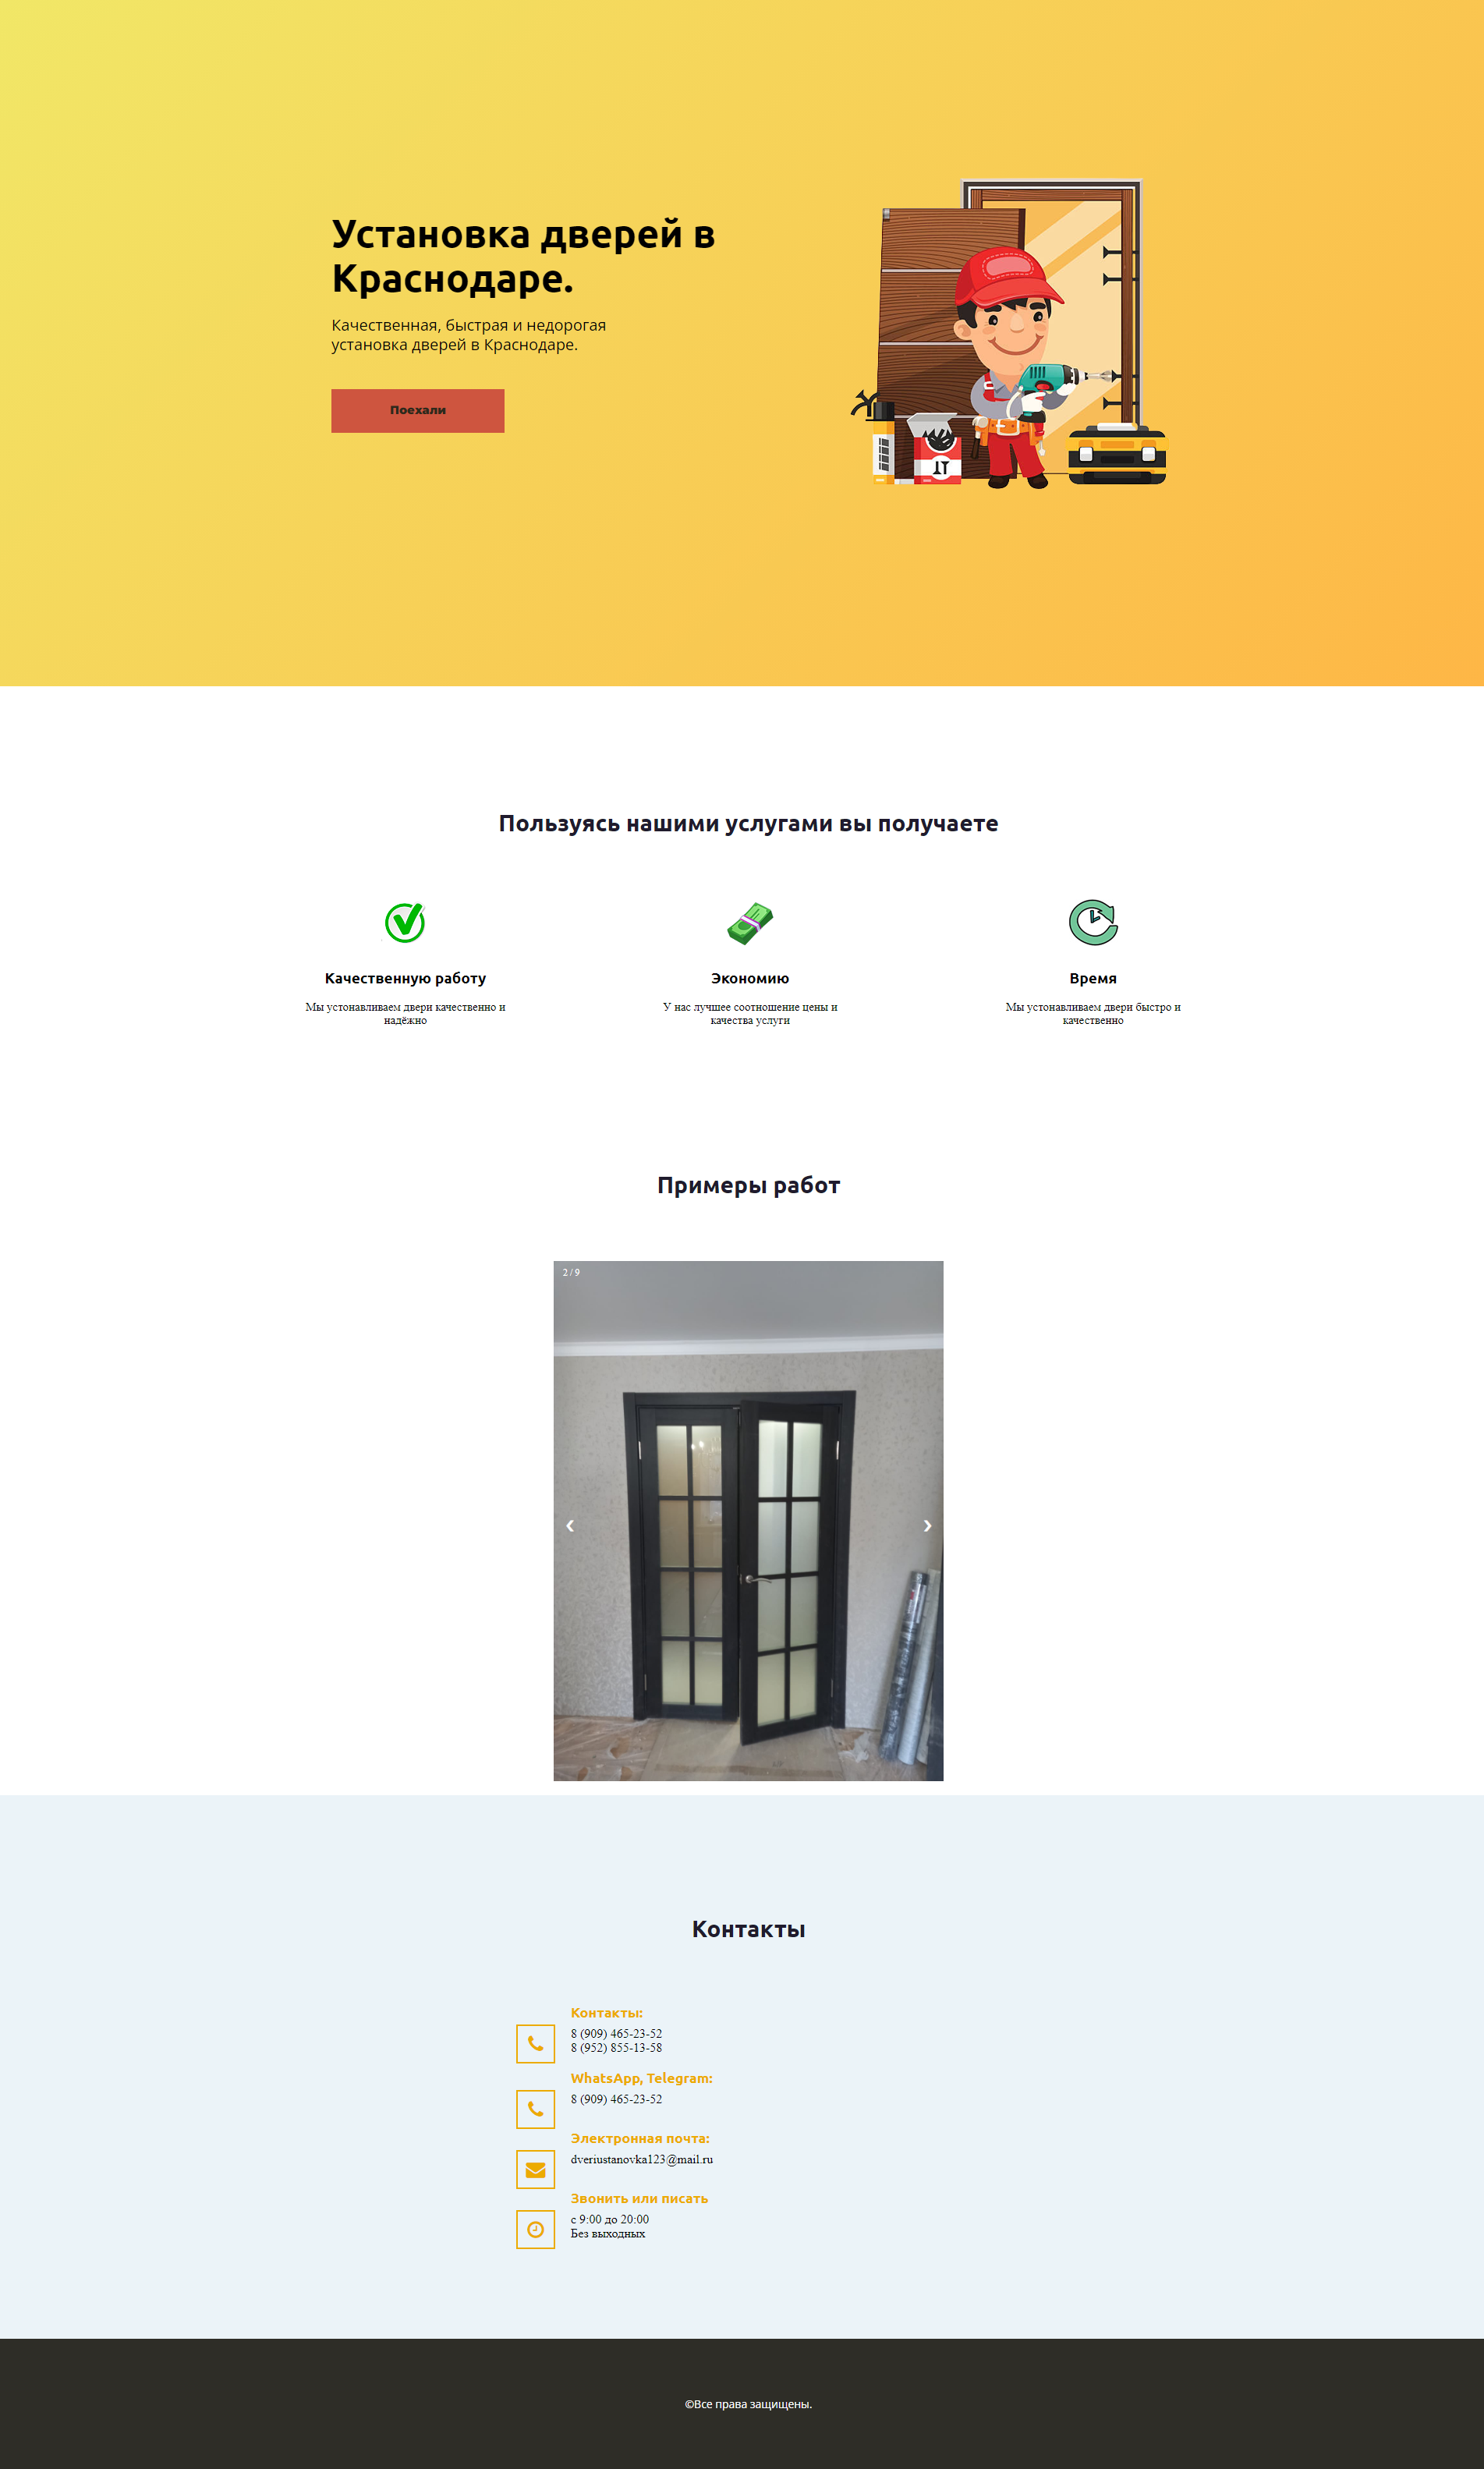 Установка дверей в
Краснодаре.
Качественная, быстрая и недорогая
установка дверей в Краснодаре.
Поехали
Пользуясь нашими услугами вы получаете
Качественную работу
Мы устонавливаем двери качественно и
надёжно
Экономию
У нас лучшее соотношение цены и
качества услуги
Время
Мы устонавливаем двери быстро и
качественно
Примеры работ
2 / 9
Контакты
Контакты:
8 (909) 465-23-52
8 (952) 855-13-58
WhatsApp, Telegram:
8 (909) 465-23-52
Электронная почта:
dveriustanovka123@mail.ru
Звонить или писать
с 9:00 до 20:00
Без выходных
©Все права защищены.